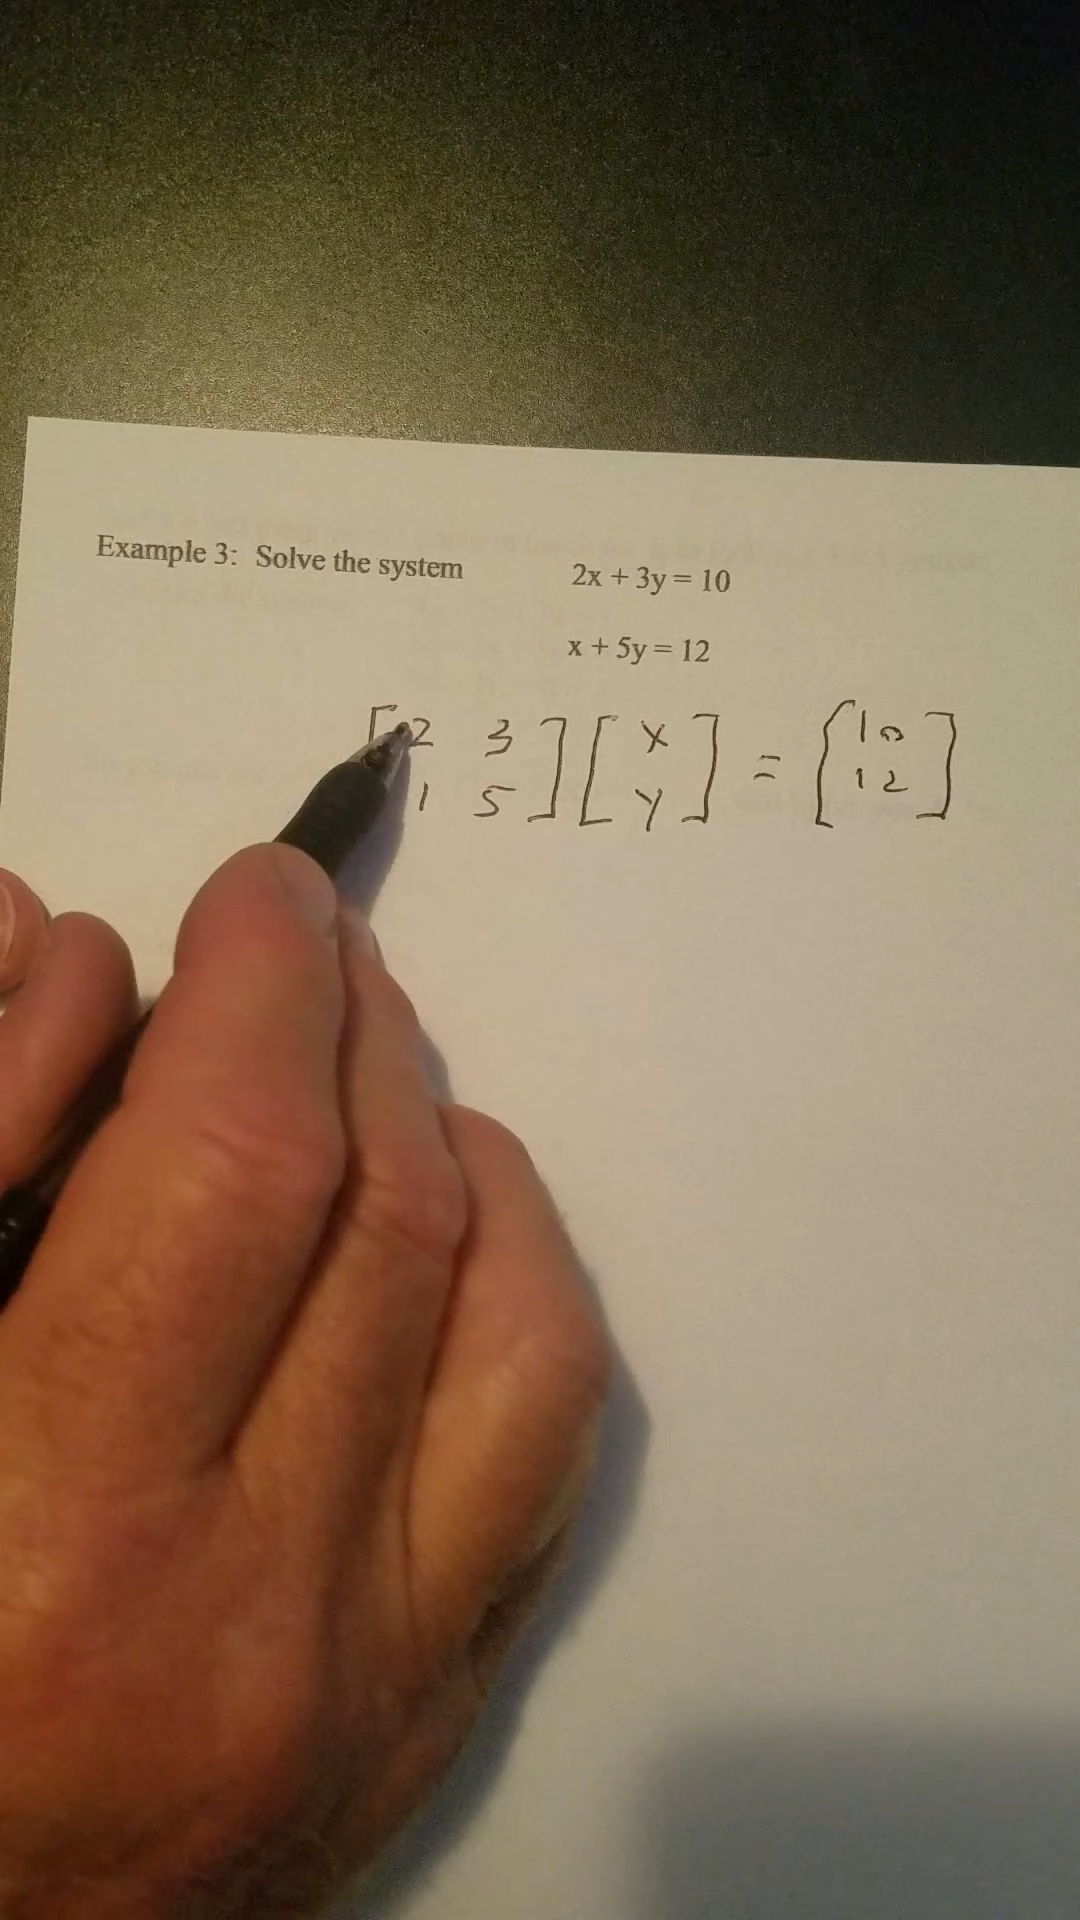 Example 3: Solve the system 2x + 3y = 10
x + 5y = 12
[2 3] [x] = [10]
[1 5] [y] [12]